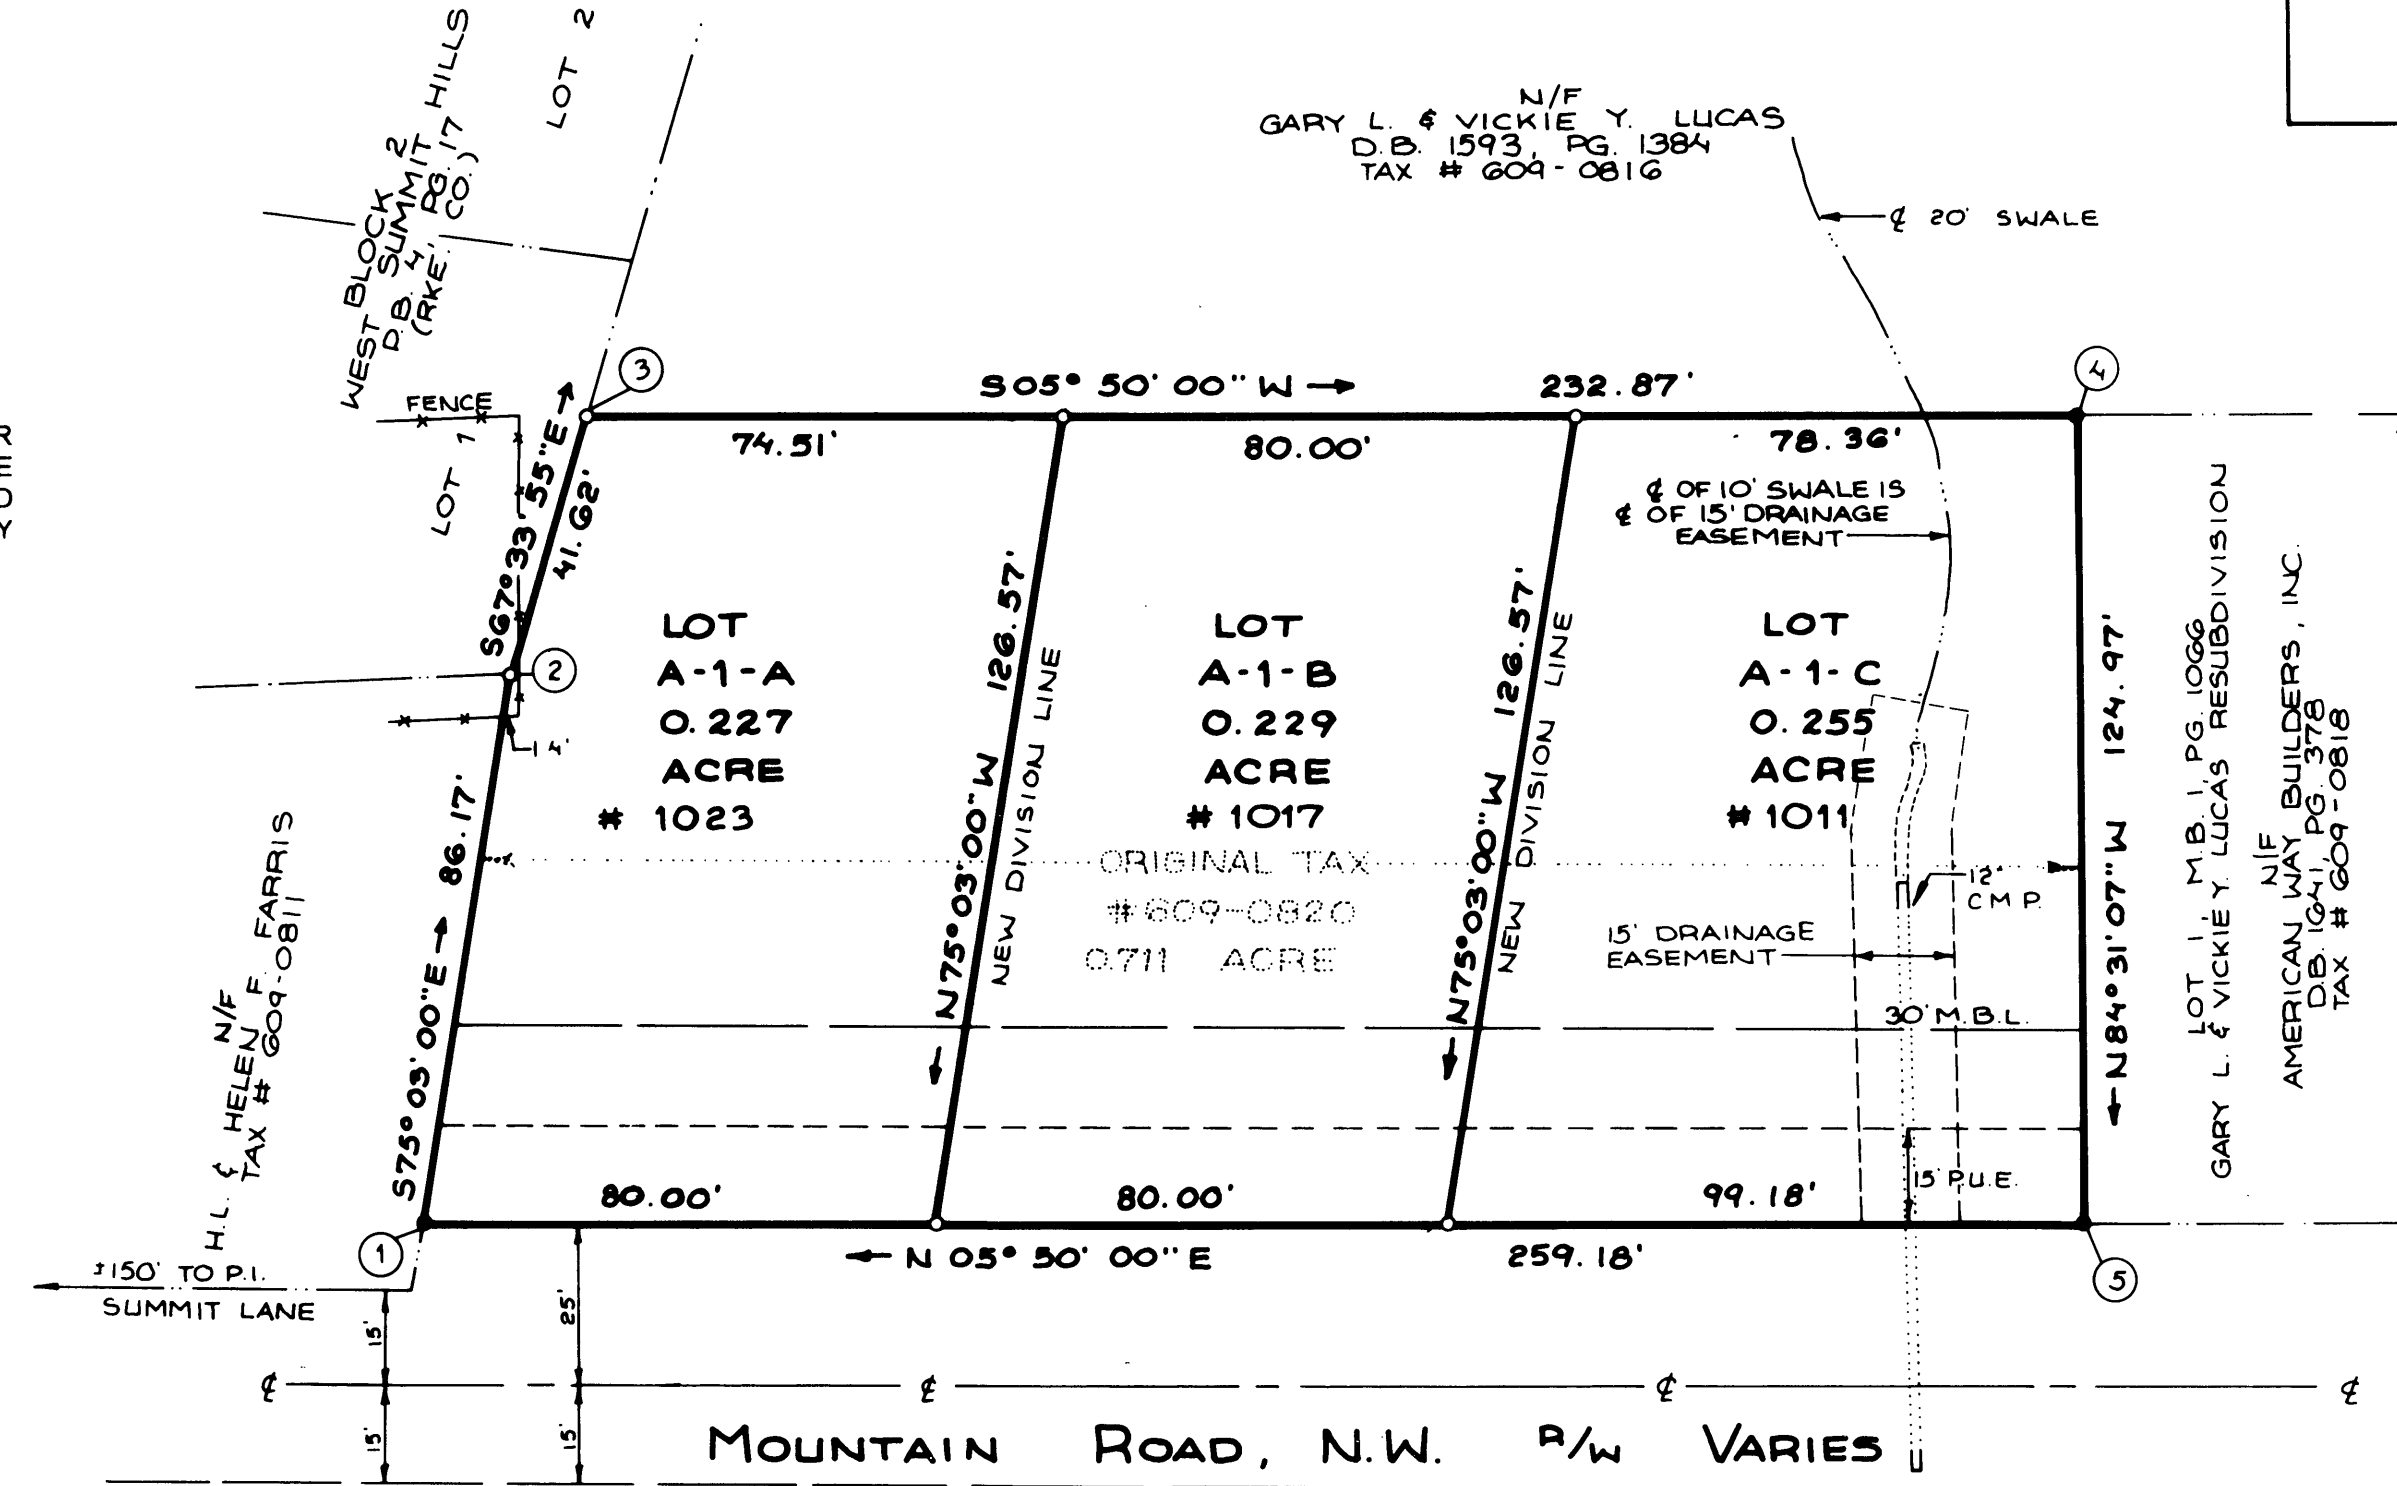 WEST BLOCK 2
SUMMIT HILLS
D.B. 4, PG. 17
(RKE. CO.)
LOT 2
N/F
GARY L. & VICKIE Y. LUCAS
D.B. 1593, PG. 1384
TAX # 609-0816
℄ 20' SWALE
FENCE
LOT 1
3
4
S05° 50' 00" W → 232.87'
74.51'
80.00'
78.36'
S67° 33' 55" E →
41.62'
2
1 4'
℄ OF 10' SWALE IS
℄ OF 15' DRAINAGE
EASEMENT
LOT
A-1-A
0.227
ACRE
# 1023
LOT
A-1-B
0.229
ACRE
# 1017
LOT
A-1-C
0.255
ACRE
# 1011
← N75° 03' 00" W 126.57'
NEW DIVISION LINE
← N75° 03' 00" W 126.57'
NEW DIVISION LINE
ORIGINAL TAX
#609-0820
0.711 ACRE
12"
C M P.
15' DRAINAGE
EASEMENT
30' M.B.L.
15' P.U.E.
← N84° 31' 07" W 124.97'
LOT 1, M.B. 1, PG. 1066
GARY L. & VICKIE Y. LUCAS RESUBDIVISION
N/F
AMERICAN WAY BUILDERS, INC.
D.B. 1641, PG. 378
TAX # 609-0818
S75° 03' 00" E → 86.17'
N/F
H.L. & HELEN F. FARRIS
TAX # 609-0811
80.00'
80.00'
99.18'
1
← N 05° 50' 00" E 259.18'
5
±150' TO P.I.
SUMMIT LANE
15'
25'
℄ ℄ ℄ ℄
15'
15'
MOUNTAIN ROAD, N.W. R/W VARIES